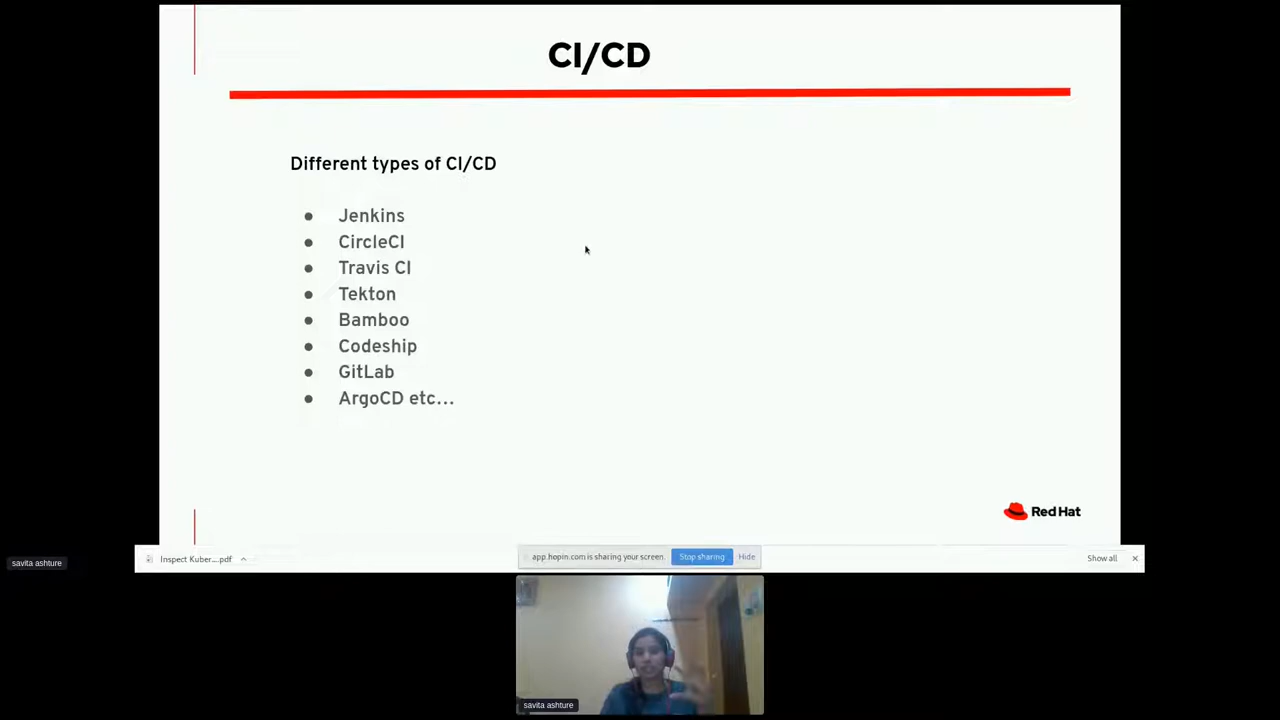 CI/CD
Different types of CI/CD
● Jenkins
● CircleCI
● Travis CI
● Tekton
● Bamboo
● Codeship
● GitLab
● ArgoCD etc...
Red Hat
savita ashture
Inspect Kuber....pdf
app.hopin.com is sharing your screen.
Stop sharing
Hide
Show all
savita ashture